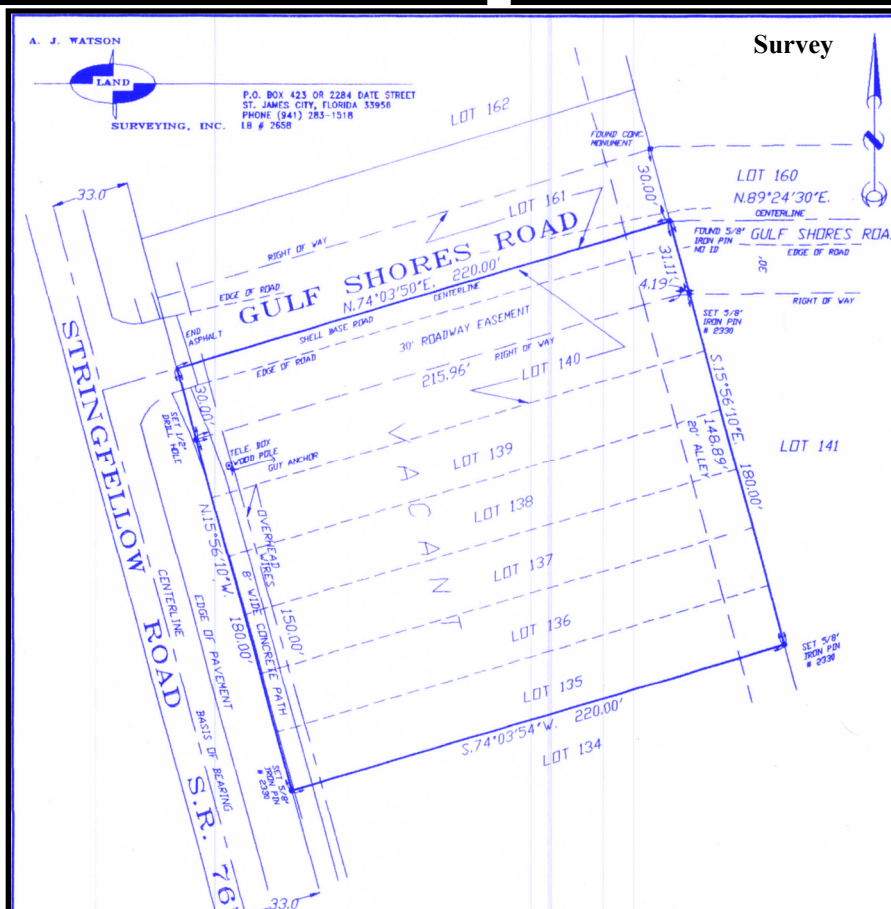 Survey
A. J. WATSON
LAND
SURVEYING, INC.
P.O. BOX 423 OR 2284 DATE STREET
ST. JAMES CITY, FLORIDA 33956
PHONE (941) 283-1518
LB # 2658
33.0
LOT 162
FOUND CONC.
MONUMENT
30.00'
LOT 160
N.89°24'30"E.
CENTERLINE
GULF SHORES ROA
EDGE OF ROAD
30'
RIGHT OF WAY
FOUND 5/8"
IRON PIN
NO ID
LOT 161
RIGHT OF WAY
EDGE OF ROAD
GULF SHORES ROAD
N.74°03'50"E. 220.00'
CENTERLINE
SHELL BASE ROAD
EDGE OF ROAD
30' ROADWAY EASEMENT
RIGHT OF WAY
215.96'
LOT 140
31.11'
4.19'
SET 5/8"
IRON PIN
# 2330
END
ASPHALT
30.00'
SET 1/2"
DRILL HOLE
TELE. BOX
WOOD POLE
GUY ANCHOR
LOT 139
LOT 138
LOT 137
LOT 136
LOT 135
VACANT
S.15°56'10"E. 180.00'
148.89'
20' ALLEY
LOT 141
N.15°56'10"W. 180.00'
OVERHEAD
WIRES
150.00'
8' WIDE CONCRETE PATH
S.74°03'54"W. 220.00'
LOT 134
SET 5/8"
IRON PIN
# 2330
SET 5/8"
IRON PIN
# 2330
STRINGFELLOW ROAD S.R. 76
CENTERLINE
BASIS OF BEARING
EDGE OF PAVEMENT
33.0